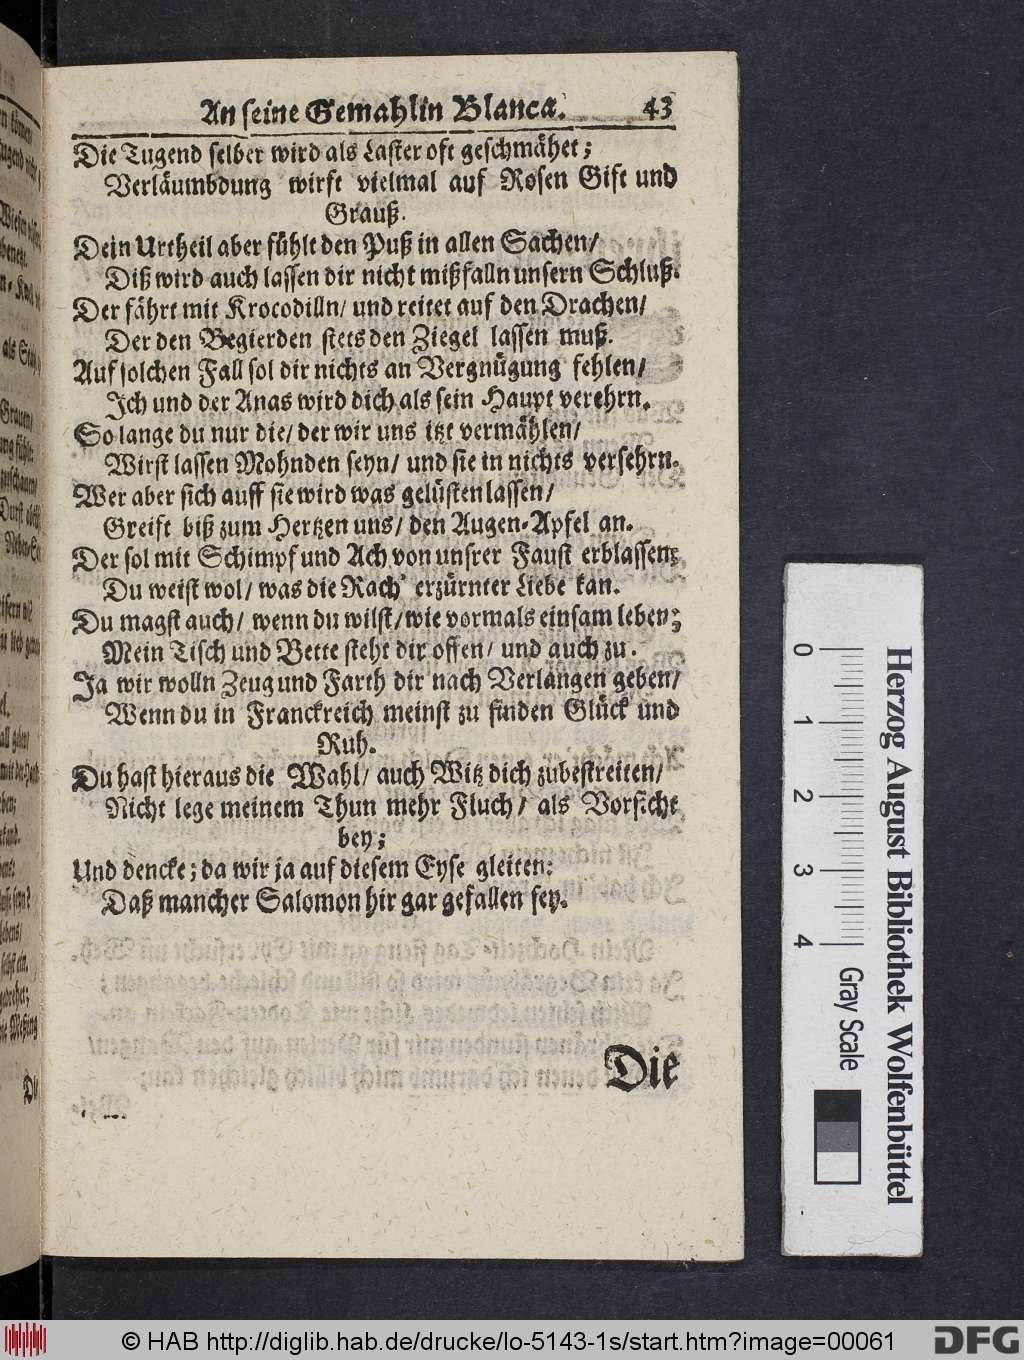 An seine Gemahlin Blanca. 43
Die Tugend selber wird als Laster oft geschmähet;
Verläumbdung wirft vielmal auf Rosen Gift und
Grauß.
Dein Urtheil aber fühlt den Puß in allen Sachen/
Diß wird auch lassen dir nicht mißfalln unsern Schluß.
Der fährt mit Krocodilln/ und reitet auf den Drachen/
Der den Begierden stets den Ziegel lassen muß.
Auf solchen Fall sol dir nichts an Vergnügung fehlen/
Ich und der Anas wird dich als sein Haupt verehrn.
So lange du nur die/ der wir uns itzt vermählen/
Wirst lassen Mohnden seyn/ und sie in nichts versehrn.
Wer aber sich auff sie wird was gelüsten lassen/
Greift biß zum Hertzen uns/ den Augen-Apfel an.
Der sol mit Schimpf und Ach von unsrer Faust erblassen;
Du weist wol/ was die Rach' erzürnter Liebe kan.
Du magst auch/ wenn du wilst/ wie vormals einsam leben;
Mein Tisch und Bette steht dir offen/ und auch zu.
Ja wir wolln Zeug und Farth dir nach Verlangen geben/
Wenn du in Franckreich meinst zu finden Glück und
Ruh.
Du hast hieraus die Wahl/ auch Witz dich zubestreiten/
Nicht lege meinem Thun mehr Fluch/ als Vorsicht
bey;
Und dencke; da wir ja auf diesem Eyse gleiten:
Daß mancher Salomon hir gar gefallen sey.
Die
Herzog August Bibliothek Wolfenbüttel
0 1 2 3 4 Gray Scale
© HAB http://diglib.hab.de/drucke/lo-5143-1s/start.htm?image=00061
DFG